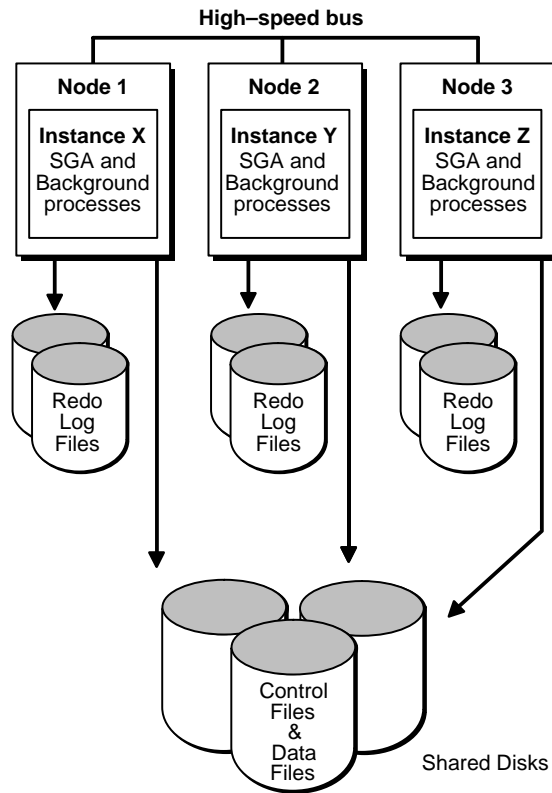 High–speed bus
Node 1
Instance X
SGA and
Background
processes
Node 2
Instance Y
SGA and
Background
processes
Node 3
Instance Z
SGA and
Background
processes
Redo
Log
Files
Redo
Log
Files
Redo
Log
Files
Control
Files
&
Data
Files
Shared Disks